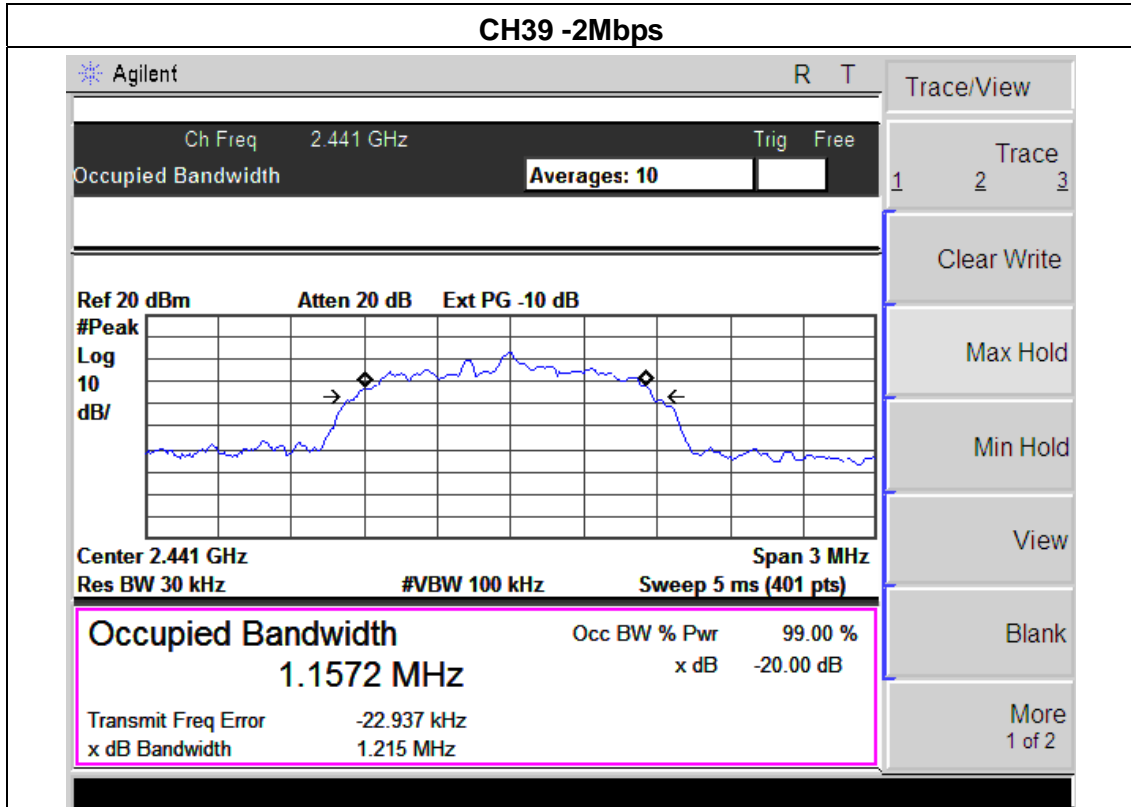 CH39 -2Mbps
Agilent R T
Trace/View
Ch Freq 2.441 GHz Trig Free
Occupied Bandwidth Averages: 10
Trace
1 2 3
Clear Write
Ref 20 dBm Atten 20 dB Ext PG -10 dB
#Peak
Log
10
dB/
Max Hold
Min Hold
View
Center 2.441 GHz Span 3 MHz
Res BW 30 kHz #VBW 100 kHz Sweep 5 ms (401 pts)
Occupied Bandwidth Occ BW % Pwr 99.00 %
1.1572 MHz x dB -20.00 dB
Blank
Transmit Freq Error -22.937 kHz
x dB Bandwidth 1.215 MHz
More
1 of 2